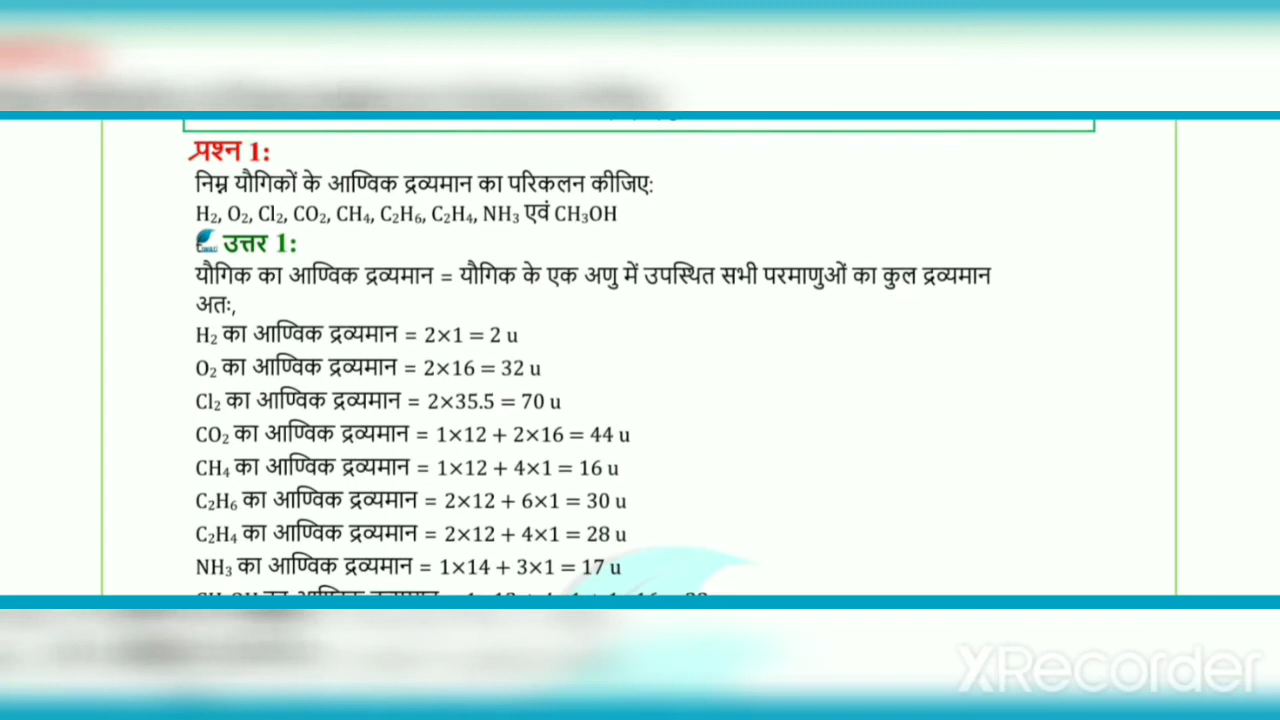 प्रश्न 1:
निम्न यौगिकों के आण्विक द्रव्यमान का परिकलन कीजिए:
H₂, O₂, Cl₂, CO₂, CH₄, C₂H₆, C₂H₄, NH₃ एवं CH₃OH
उत्तर 1:
यौगिक का आण्विक द्रव्यमान = यौगिक के एक अणु में उपस्थित सभी परमाणुओं का कुल द्रव्यमान
अतः,
H₂ का आण्विक द्रव्यमान = 2×1 = 2 u
O₂ का आण्विक द्रव्यमान = 2×16 = 32 u
Cl₂ का आण्विक द्रव्यमान = 2×35.5 = 70 u
CO₂ का आण्विक द्रव्यमान = 1×12 + 2×16 = 44 u
CH₄ का आण्विक द्रव्यमान = 1×12 + 4×1 = 16 u
C₂H₆ का आण्विक द्रव्यमान = 2×12 + 6×1 = 30 u
C₂H₄ का आण्विक द्रव्यमान = 2×12 + 4×1 = 28 u
NH₃ का आण्विक द्रव्यमान = 1×14 + 3×1 = 17 u
XRecorder